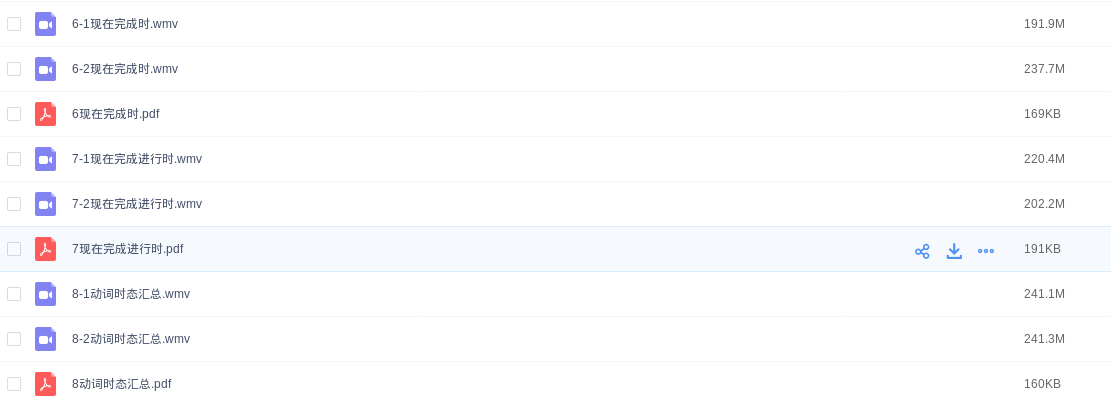 6-1现在完成时.wmv 191.9M
6-2现在完成时.wmv 237.7M
6现在完成时.pdf 169KB
7-1现在完成进行时.wmv 220.4M
7-2现在完成进行时.wmv 202.2M
7现在完成进行时.pdf 191KB
8-1动词时态汇总.wmv 241.1M
8-2动词时态汇总.wmv 241.3M
8动词时态汇总.pdf 160KB